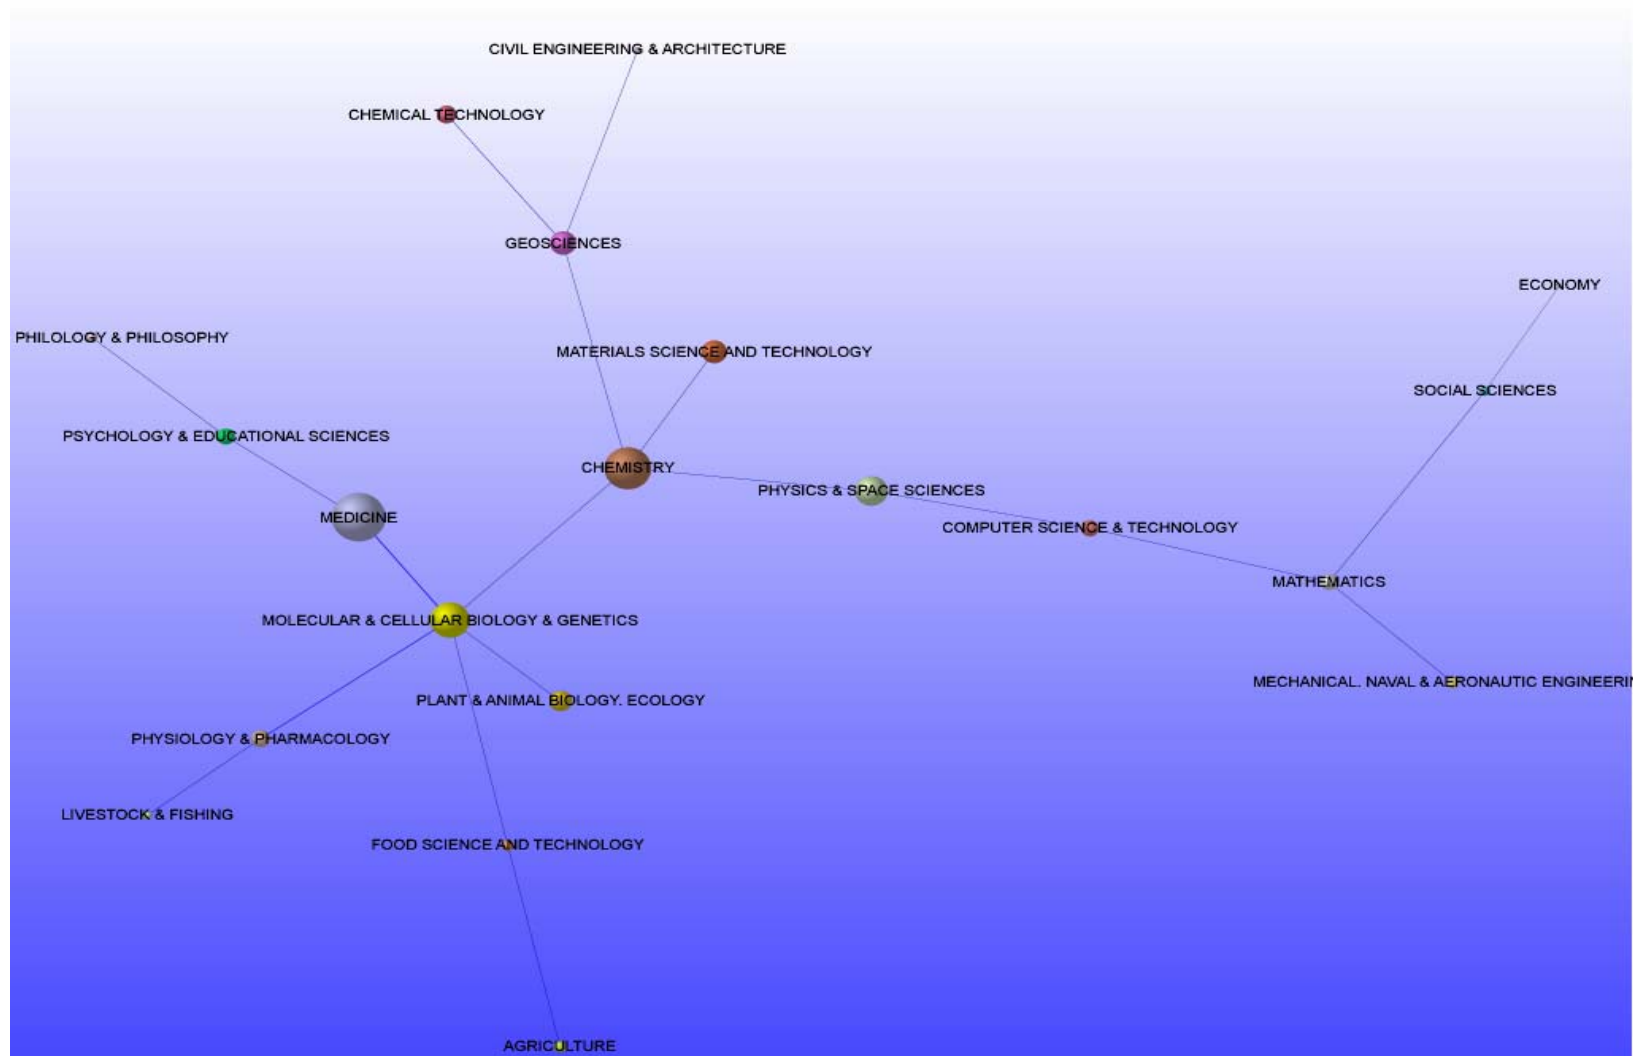 CIVIL ENGINEERING & ARCHITECTURE
CHEMICAL TECHNOLOGY
GEOSCIENCES
ECONOMY
PHILOLOGY & PHILOSOPHY
MATERIALS SCIENCE AND TECHNOLOGY
SOCIAL SCIENCES
PSYCHOLOGY & EDUCATIONAL SCIENCES
CHEMISTRY
PHYSICS & SPACE SCIENCES
MEDICINE
COMPUTER SCIENCE & TECHNOLOGY
MATHEMATICS
MOLECULAR & CELLULAR BIOLOGY & GENETICS
MECHANICAL. NAVAL & AERONAUTIC ENGINEERI
PLANT & ANIMAL BIOLOGY. ECOLOGY
PHYSIOLOGY & PHARMACOLOGY
LIVESTOCK & FISHING
FOOD SCIENCE AND TECHNOLOGY
AGRICULTURE